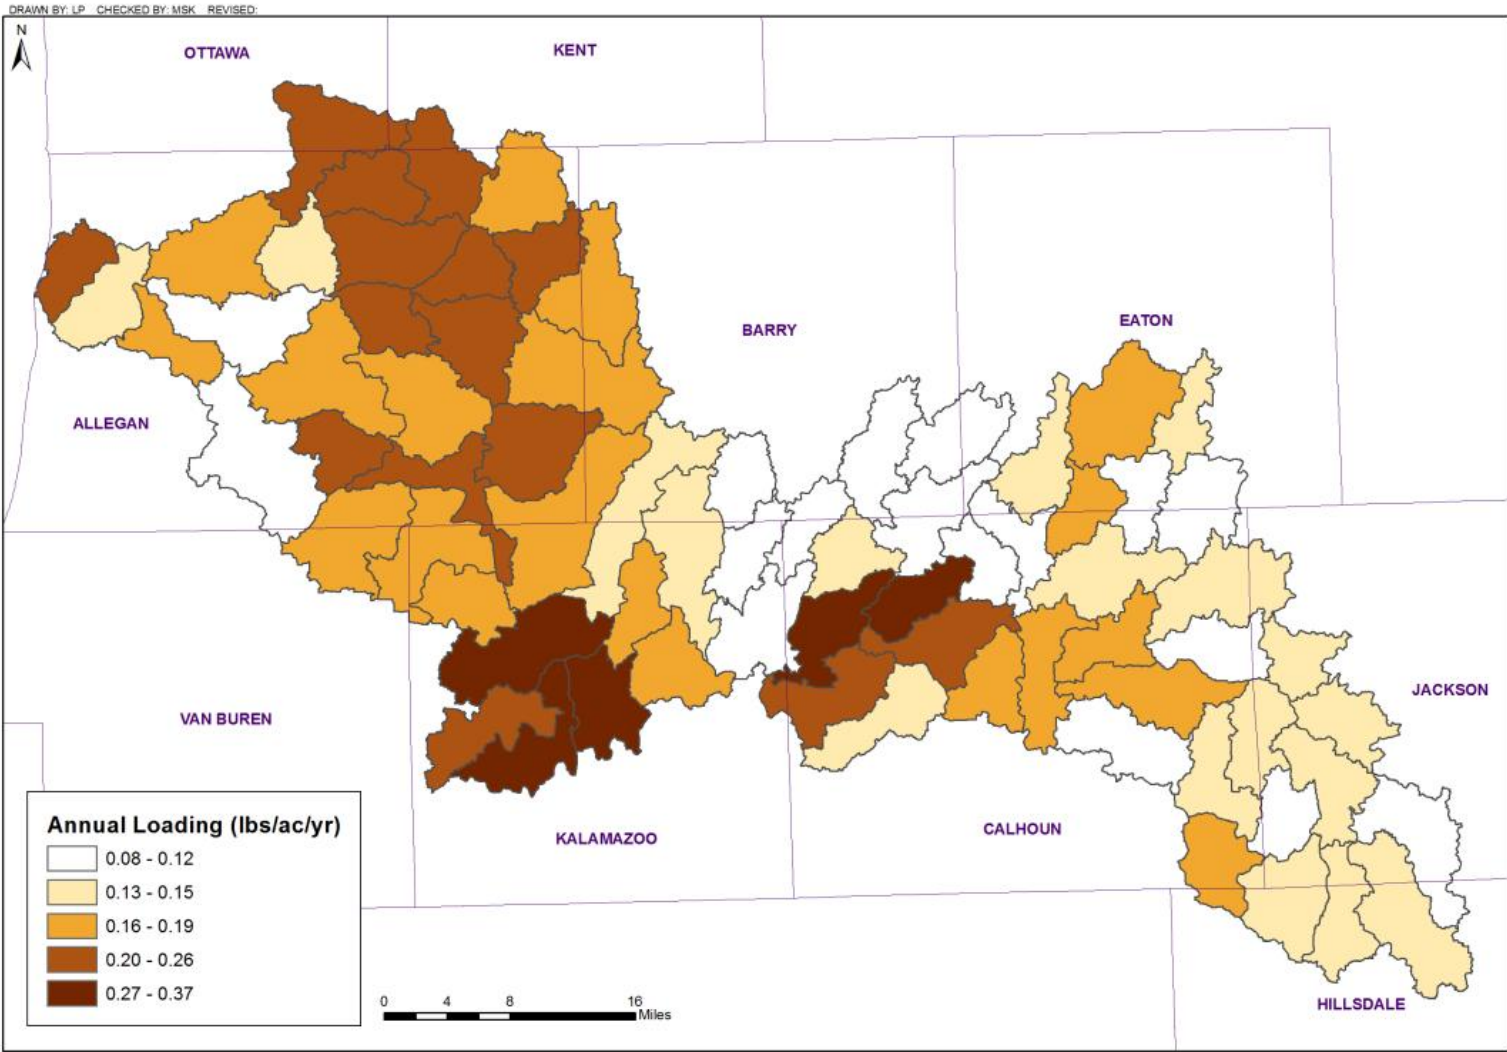 DRAWN BY: LP CHECKED BY: MSK REVISED:
N
OTTAWA
KENT
BARRY
EATON
ALLEGAN
JACKSON
VAN BUREN
KALAMAZOO
CALHOUN
HILLSDALE
Annual Loading (lbs/ac/yr)
0.08 - 0.12
0.13 - 0.15
0.16 - 0.19
0.20 - 0.26
0.27 - 0.37
0 4 8 16
Miles